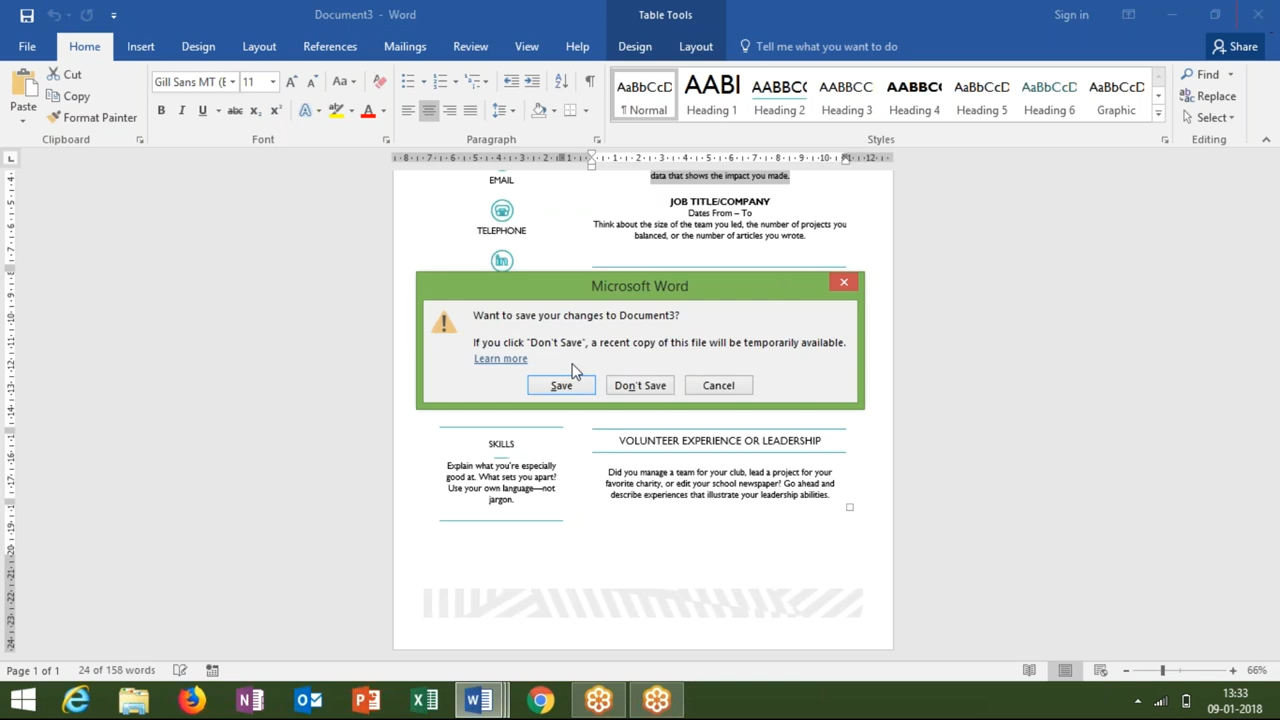 Document3 - Word
Table Tools
Sign in
File
Home
Insert
Design
Layout
References
Mailings
Review
View
Help
Design
Layout
Tell me what you want to do
Share
Paste
Cut
Copy
Format Painter
Clipboard
Gill Sans MT (E
11
Font
Paragraph
AaBbCcD
¶ Normal
AABI
Heading 1
AABBCC
Heading 2
AABBCC
Heading 3
AABBCC
Heading 4
AaBbCcD
Heading 5
AaBbCcD
Heading 6
AaBbCcD
Graphic
Styles
Find
Replace
Select
Editing
data that shows the impact you made.
EMAIL
TELEPHONE
JOB TITLE/COMPANY
Dates From – To
Think about the size of the team you led, the number of projects you
balanced, or the number of articles you wrote.
in
Microsoft Word
Want to save your changes to Document3?
If you click "Don't Save", a recent copy of this file will be temporarily available.
Learn more
Save
Don't Save
Cancel
SKILLS
Explain what you're especially
good at. What sets you apart?
Use your own language—not
jargon.
VOLUNTEER EXPERIENCE OR LEADERSHIP
Did you manage a team for your club, lead a project for your
favorite charity, or edit your school newspaper? Go ahead and
describe experiences that illustrate your leadership abilities.
Page 1 of 1
24 of 158 words
66%
13:33
09-01-2018